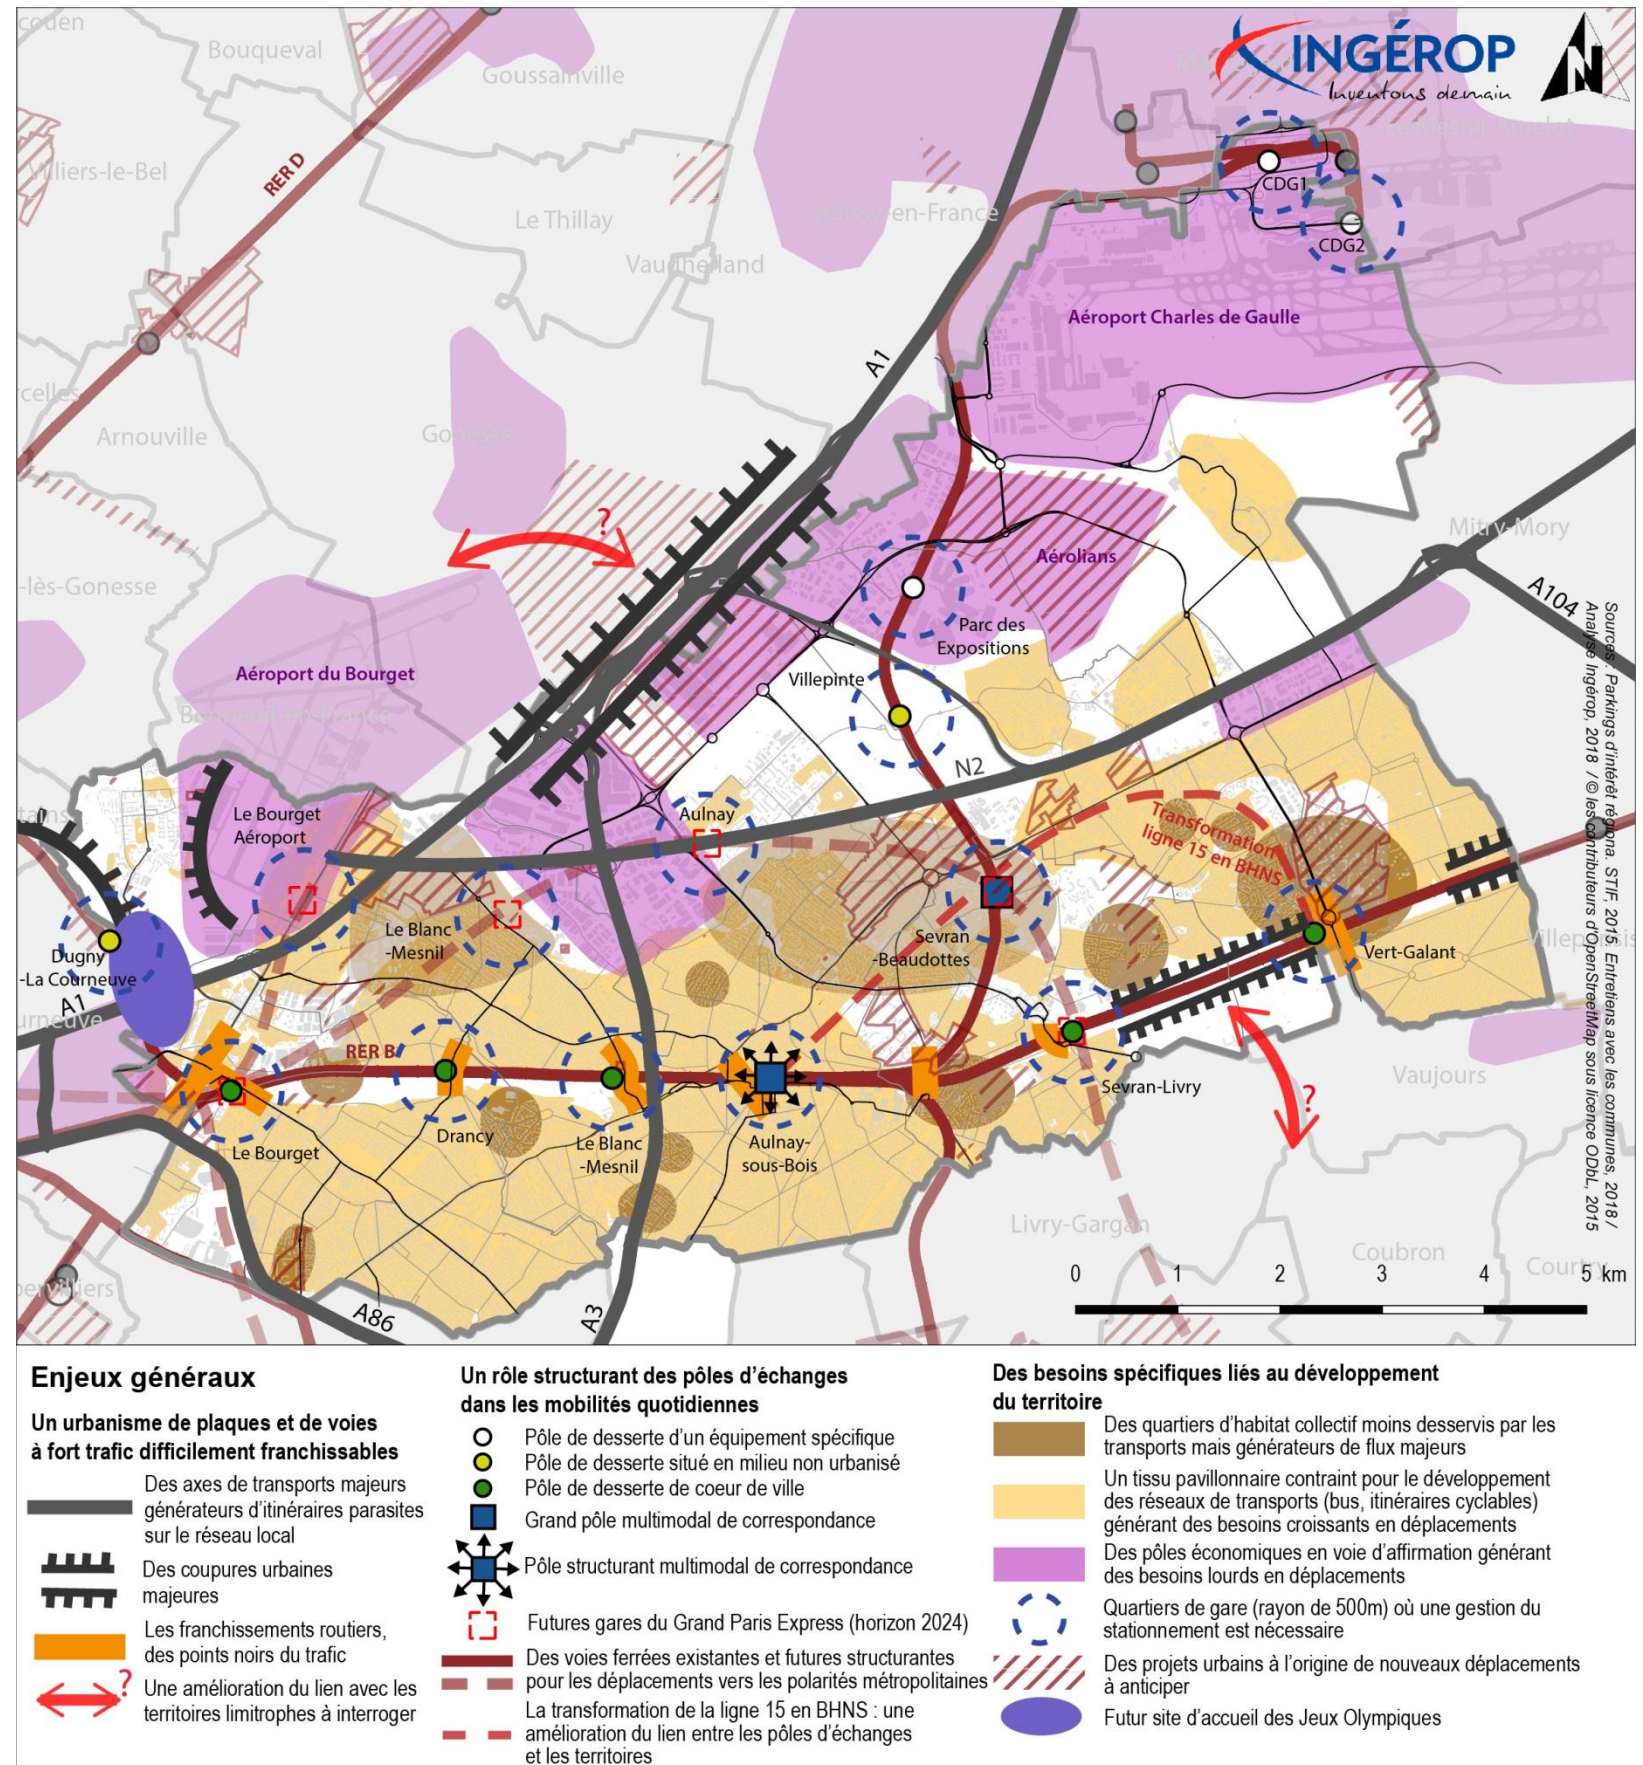 couen
Bouqueval
Goussainville
INGÉROP
Inventons demain
N
RER D
Villiers-le-Bel
Le Thillay
Roissy-en-France
Vaudherland
CDG1
CDG2
Aéroport Charles de Gaulle
A1
rcelles
Arnouville
Gonesse
?
Mitry-Mory
-lès-Gonesse
Aérolians
A104
Parc des
Expositions
Aéroport du Bourget
Bonneuil-en-France
Villepinte
N2
Le Bourget
Aéroport
Aulnay
Transformation
ligne 15 en BHNS
Le Blanc
-Mesnil
Sevran
-Beaudottes
Vert-Galant
Villeparisis
Dugny
-La Courneuve
A1
urneuve
RER B
Le Bourget
Drancy
Le Blanc
-Mesnil
Aulnay-
sous-Bois
Sevran-Livry
Vaujours
?
Livry-Gargan
Coubron
Courtry
bervilliers
A86
A3
0 1 2 3 4 5 km
Sources : Parkings d'intérêt régiona. STIF, 2015 Entretiens avec les communes, 2018 /
Analyse Ingérop, 2018 / © les contributeurs d'OpenStreetMap sous licence ODbL, 2015
Enjeux généraux
Un urbanisme de plaques et de voies
à fort trafic difficilement franchissables
Des axes de transports majeurs
générateurs d'itinéraires parasites
sur le réseau local
Des coupures urbaines
majeures
Les franchissements routiers,
des points noirs du trafic
?
Une amélioration du lien avec les
territoires limitrophes à interroger
Un rôle structurant des pôles d'échanges
dans les mobilités quotidiennes
Pôle de desserte d'un équipement spécifique
Pôle de desserte situé en milieu non urbanisé
Pôle de desserte de coeur de ville
Grand pôle multimodal de correspondance
Pôle structurant multimodal de correspondance
Futures gares du Grand Paris Express (horizon 2024)
Des voies ferrées existantes et futures structurantes
pour les déplacements vers les polarités métropolitaines
La transformation de la ligne 15 en BHNS : une
amélioration du lien entre les pôles d'échanges
et les territoires
Des besoins spécifiques liés au développement
du territoire
Des quartiers d'habitat collectif moins desservis par les
transports mais générateurs de flux majeurs
Un tissu pavillonnaire contraint pour le développement
des réseaux de transports (bus, itinéraires cyclables)
générant des besoins croissants en déplacements
Des pôles économiques en voie d'affirmation générant
des besoins lourds en déplacements
Quartiers de gare (rayon de 500m) où une gestion du
stationnement est nécessaire
Des projets urbains à l'origine de nouveaux déplacements
à anticiper
Futur site d'accueil des Jeux Olympiques